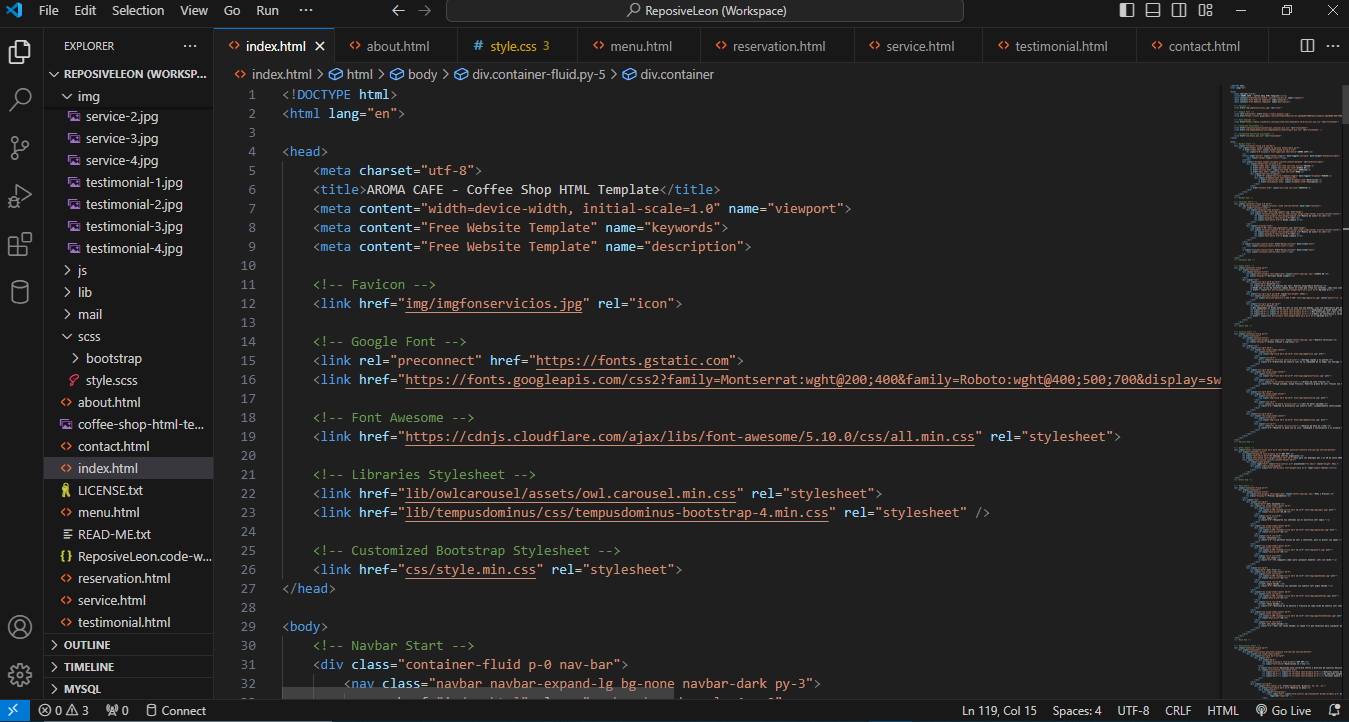 File Edit Selection View Go Run ··· ReposiveLeon (Workspace)
EXPLORER ···
index.html about.html style.css 3 menu.html reservation.html service.html testimonial.html contact.html ···
index.html > html > body > div.container-fluid.py-5 > div.container
REPOSIVELEON (WORKSP...
img
service-2.jpg
service-3.jpg
service-4.jpg
testimonial-1.jpg
testimonial-2.jpg
testimonial-3.jpg
testimonial-4.jpg
js
lib
mail
scss
bootstrap
style.scss
about.html
coffee-shop-html-te...
contact.html
index.html
LICENSE.txt
menu.html
READ-ME.txt
ReposiveLeon.code-w...
reservation.html
service.html
testimonial.html
OUTLINE
TIMELINE
MYSQL
1 <!DOCTYPE html>
2 <html lang="en">
3
4 <head>
5 <meta charset="utf-8">
6 <title>AROMA CAFE - Coffee Shop HTML Template</title>
7 <meta content="width=device-width, initial-scale=1.0" name="viewport">
8 <meta content="Free Website Template" name="keywords">
9 <meta content="Free Website Template" name="description">
10
11 <!-- Favicon -->
12 <link href="img/imgfonservicios.jpg" rel="icon">
13
14 <!-- Google Font -->
15 <link rel="preconnect" href="https://fonts.gstatic.com">
16 <link href="https://fonts.googleapis.com/css2?family=Montserrat:wght@200;400&family=Roboto:wght@400;500;700&display=sw
17
18 <!-- Font Awesome -->
19 <link href="https://cdnjs.cloudflare.com/ajax/libs/font-awesome/5.10.0/css/all.min.css" rel="stylesheet">
20
21 <!-- Libraries Stylesheet -->
22 <link href="lib/owlcarousel/assets/owl.carousel.min.css" rel="stylesheet">
23 <link href="lib/tempusdominus/css/tempusdominus-bootstrap-4.min.css" rel="stylesheet" />
24
25 <!-- Customized Bootstrap Stylesheet -->
26 <link href="css/style.min.css" rel="stylesheet">
27 </head>
28
29 <body>
30 <!-- Navbar Start -->
31 <div class="container-fluid p-0 nav-bar">
32 <nav class="navbar navbar-expand-lg bg-none navbar-dark py-3">
0 3 0 Connect Ln 119, Col 15 Spaces: 4 UTF-8 CRLF HTML Go Live